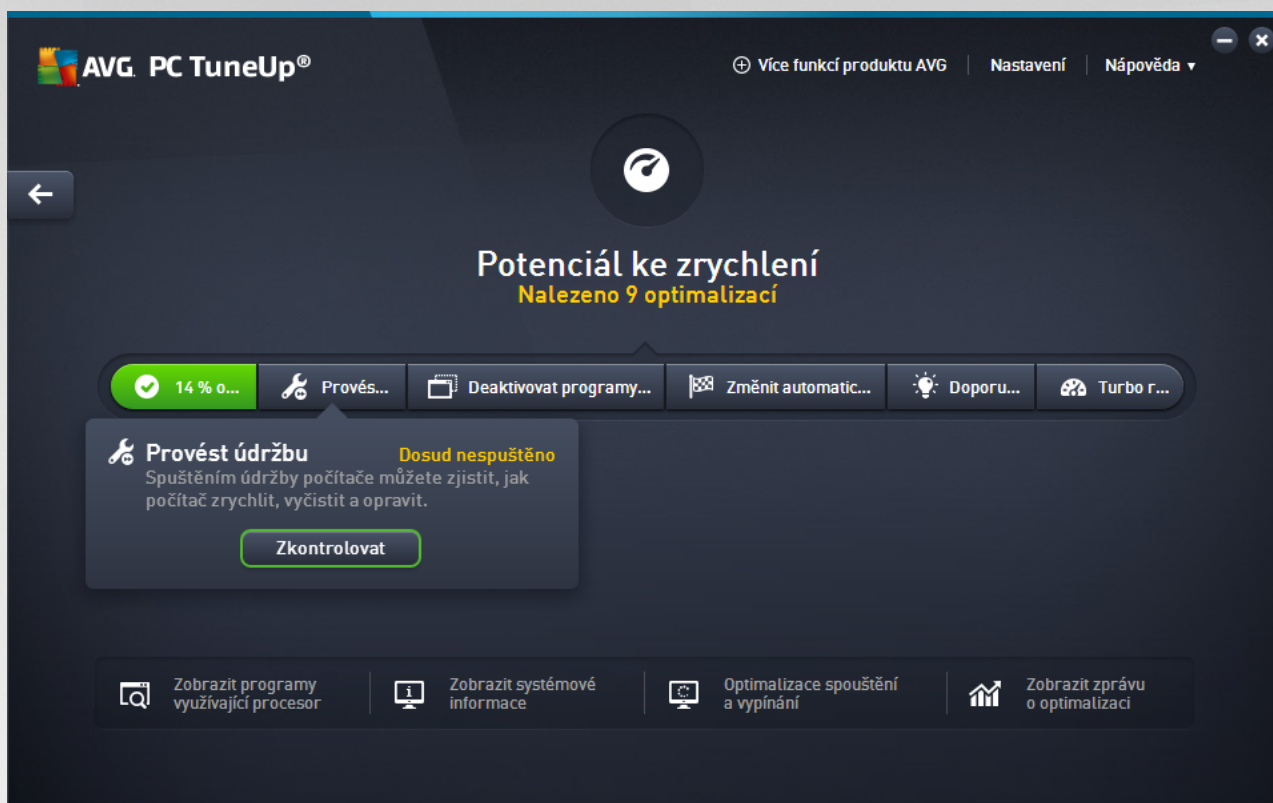 AVG. PC TuneUp®
Více funkcí produktu AVG
Nastavení
Nápověda
Potenciál ke zrychlení
Nalezeno 9 optimalizací
14 % o...
Provés...
Deaktivovat programy...
Změnit automatic...
Doporu...
Turbo r...
Provést údržbu
Dosud nespuštěno
Spuštěním údržby počítače můžete zjistit, jak
počítač zrychlit, vyčistit a opravit.
Zkontrolovat
Zobrazit programy
využívající procesor
Zobrazit systémové
informace
Optimalizace spouštění
a vypínání
Zobrazit zprávu
o optimalizaci